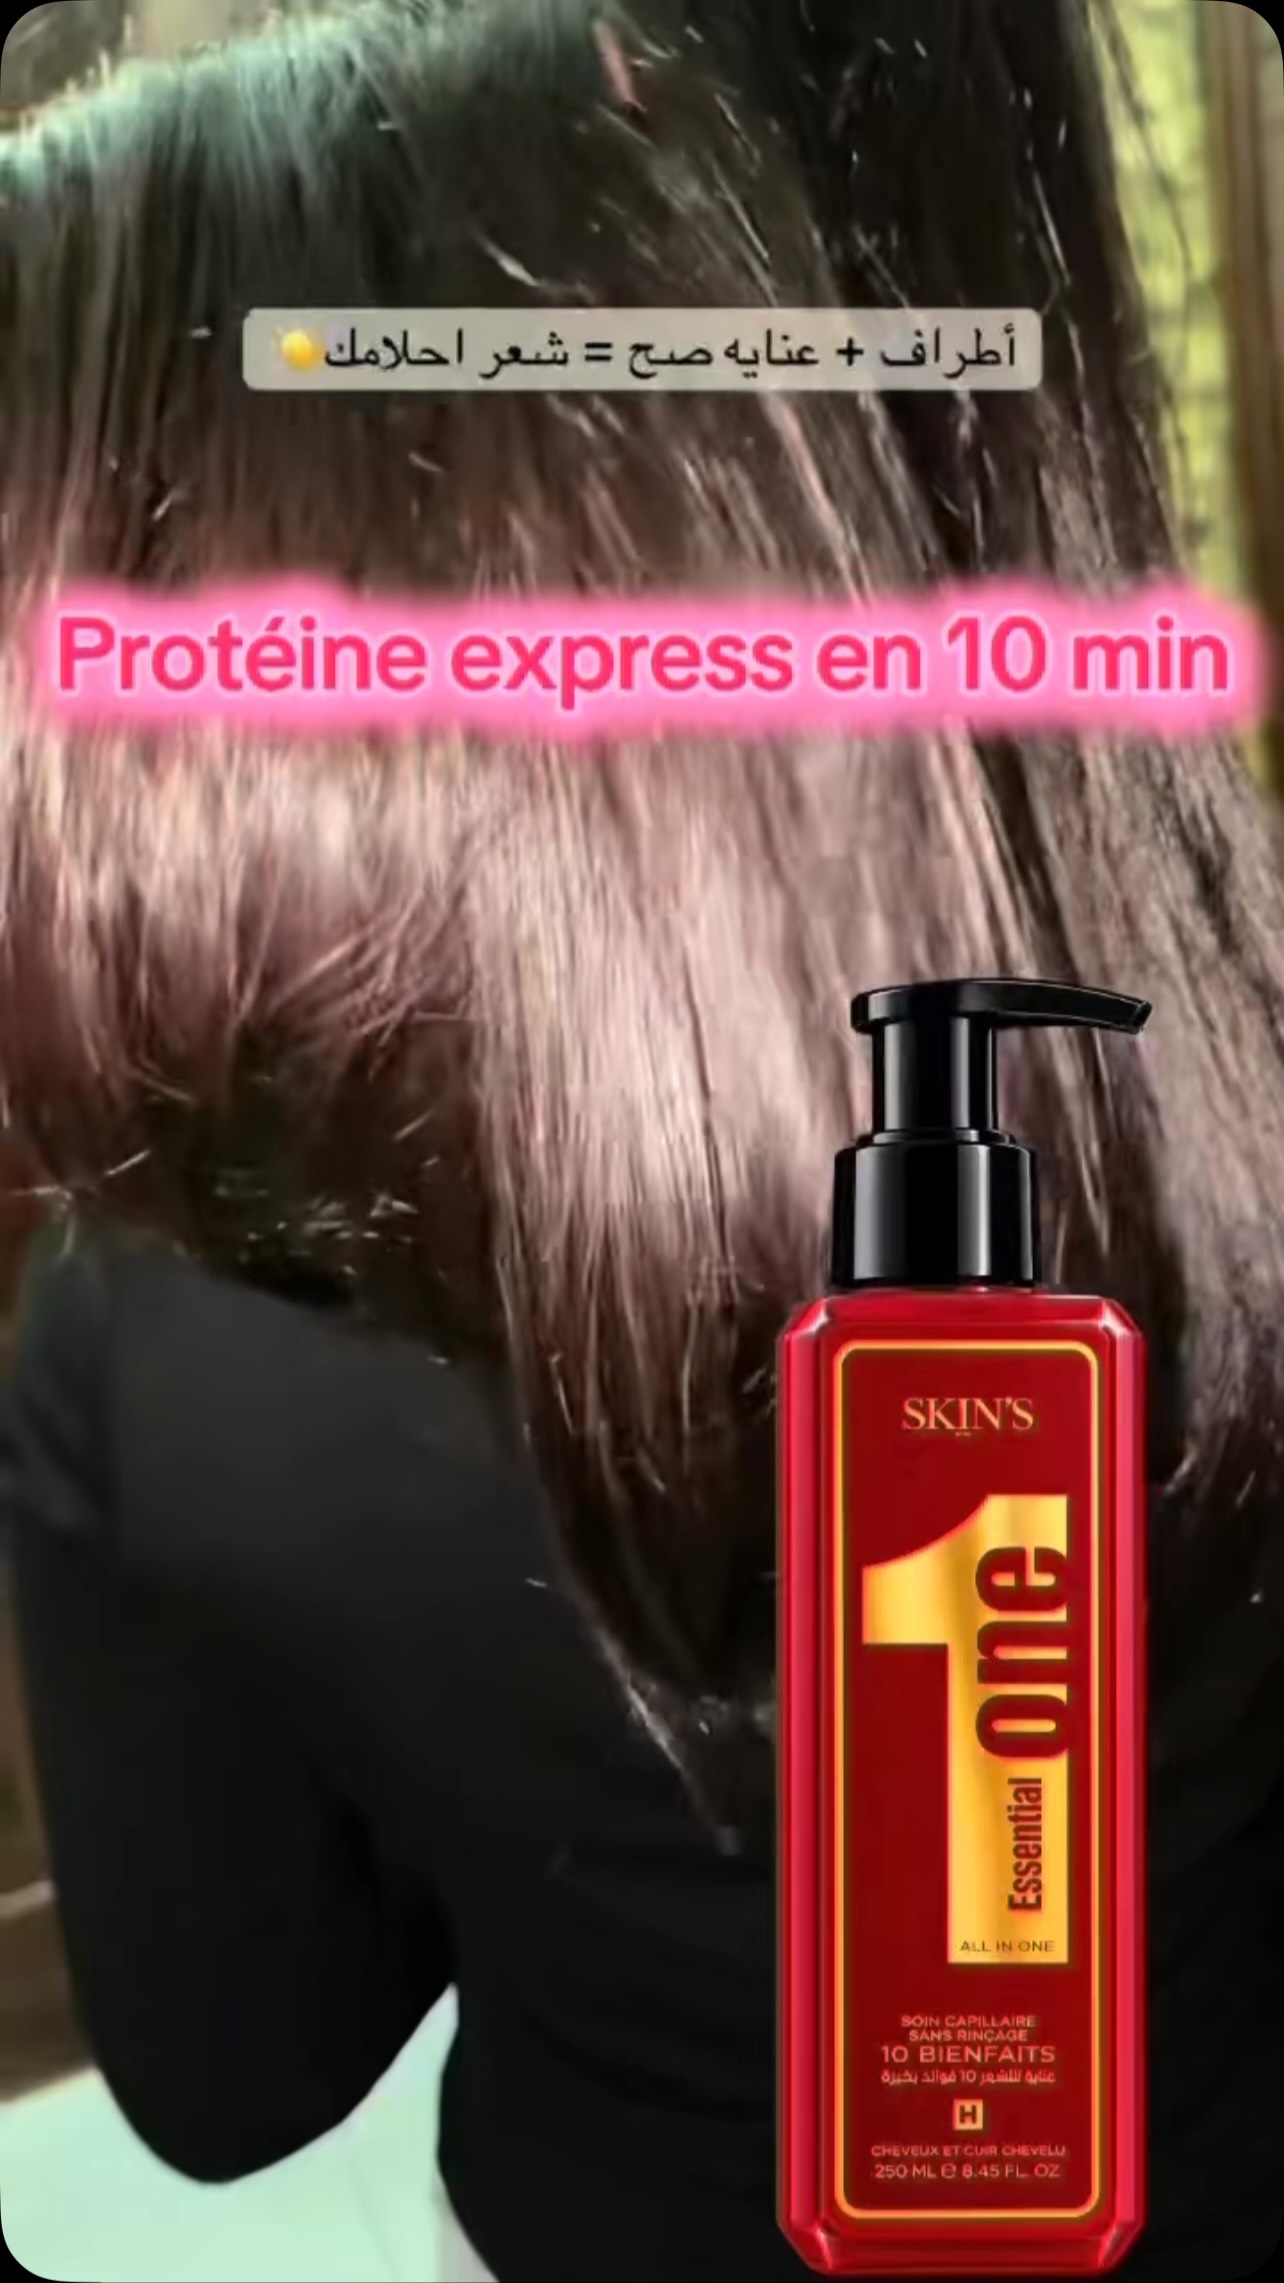 أطراف + عنايه صح = شعر احلامك
Protéine express en 10 min
SKIN'S
1
one
Essential
ALL IN ONE
SOIN CAPILLAIRE
SANS RINÇAGE
10 BIENFAITS
عناية للشعر 10 فوائد بخيرة
H
CHEVEUX ET CUIR CHEVELU
250 ML ℮ 8.45 FL. OZ